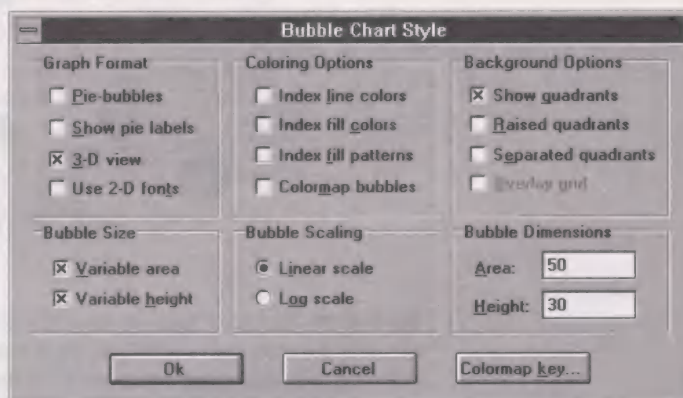 Bubble Chart Style
Graph Format
Pie-bubbles
Show pie labels
3-D view
Use 2-D fonts
Coloring Options
Index line colors
Index fill colors
Index fill patterns
Colormap bubbles
Background Options
Show quadrants
Raised quadrants
Separated quadrants
Overlay grid
Bubble Size
Variable area
Variable height
Bubble Scaling
Linear scale
Log scale
Bubble Dimensions
Area: 50
Height: 30
Ok
Cancel
Colormap key...